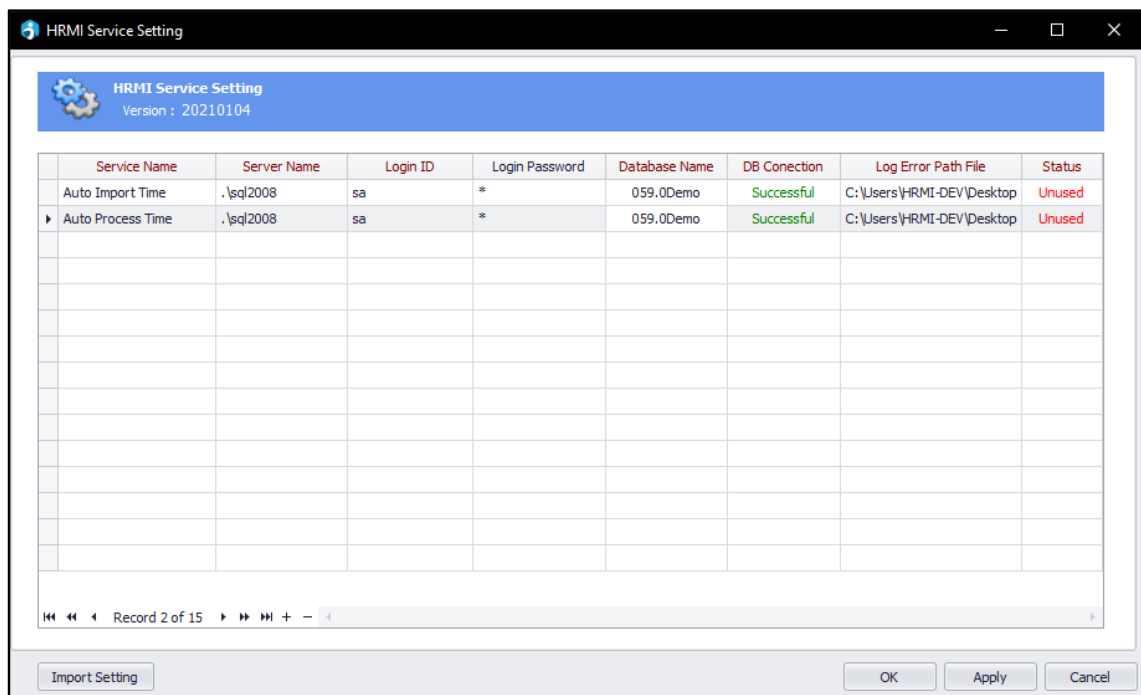 HRMI Service Setting
HRMI Service Setting
Version : 20210104
Service Name Server Name Login ID Login Password Database Name DB Conection Log Error Path File Status
Auto Import Time .\sql2008 sa * 059.0Demo Successful C:\Users\HRMI-DEV\Desktop Unused
Auto Process Time .\sql2008 sa * 059.0Demo Successful C:\Users\HRMI-DEV\Desktop Unused
Record 2 of 15
Import Setting OK Apply Cancel